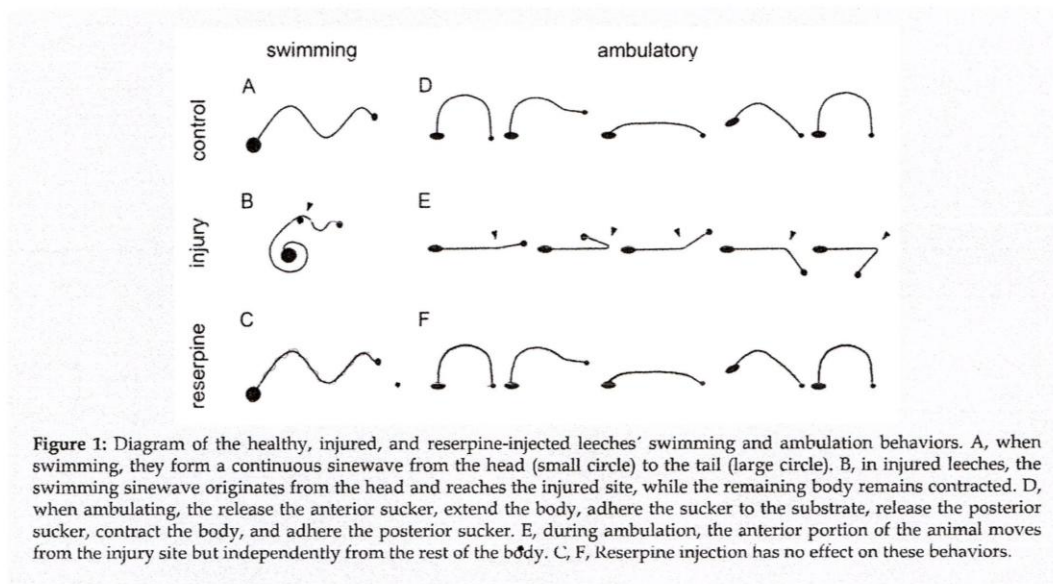 swimming ambulatory
A D
control
B E
injury
C F
reserpine
Figure 1: Diagram of the healthy, injured, and reserpine-injected leeches' swimming and ambulation behaviors. A, when
swimming, they form a continuous sinewave from the head (small circle) to the tail (large circle). B, in injured leeches, the
swimming sinewave originates from the head and reaches the injured site, while the remaining body remains contracted. D,
when ambulating, the release the anterior sucker, extend the body, adhere the sucker to the substrate, release the posterior
sucker, contract the body, and adhere the posterior sucker. E, during ambulation, the anterior portion of the animal moves
from the injury site but independently from the rest of the body. C, F, Reserpine injection has no effect on these behaviors.